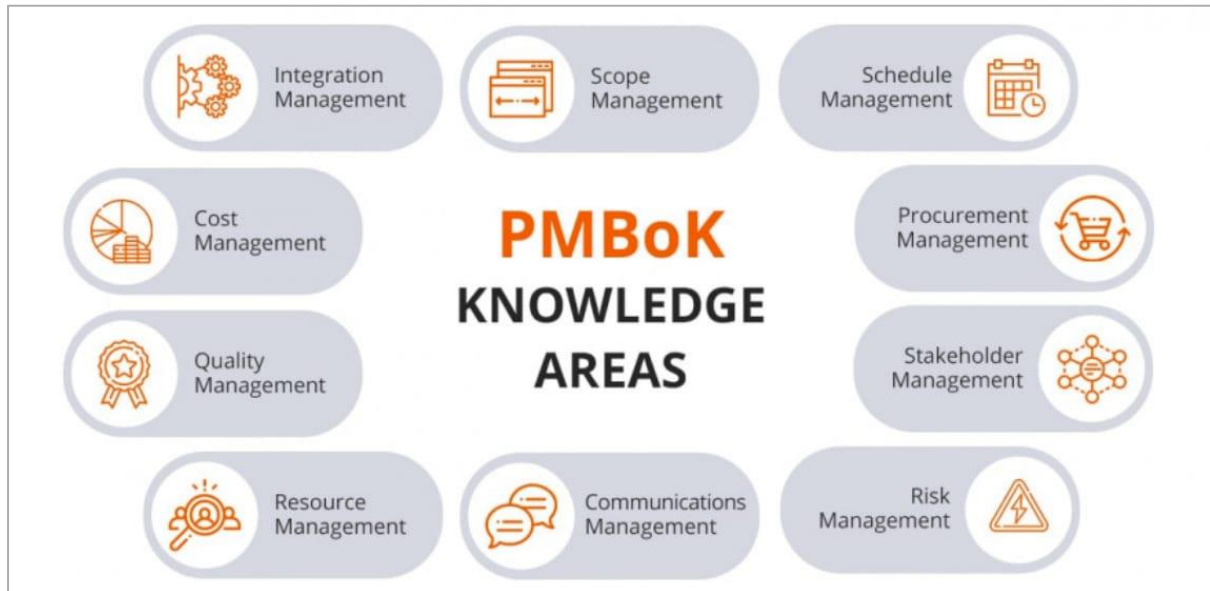 Integration
Management
Scope
Management
Schedule
Management
Cost
Management
PMBoK
KNOWLEDGE
AREAS
Procurement
Management
Quality
Management
Stakeholder
Management
Resource
Management
Communications
Management
Risk
Management